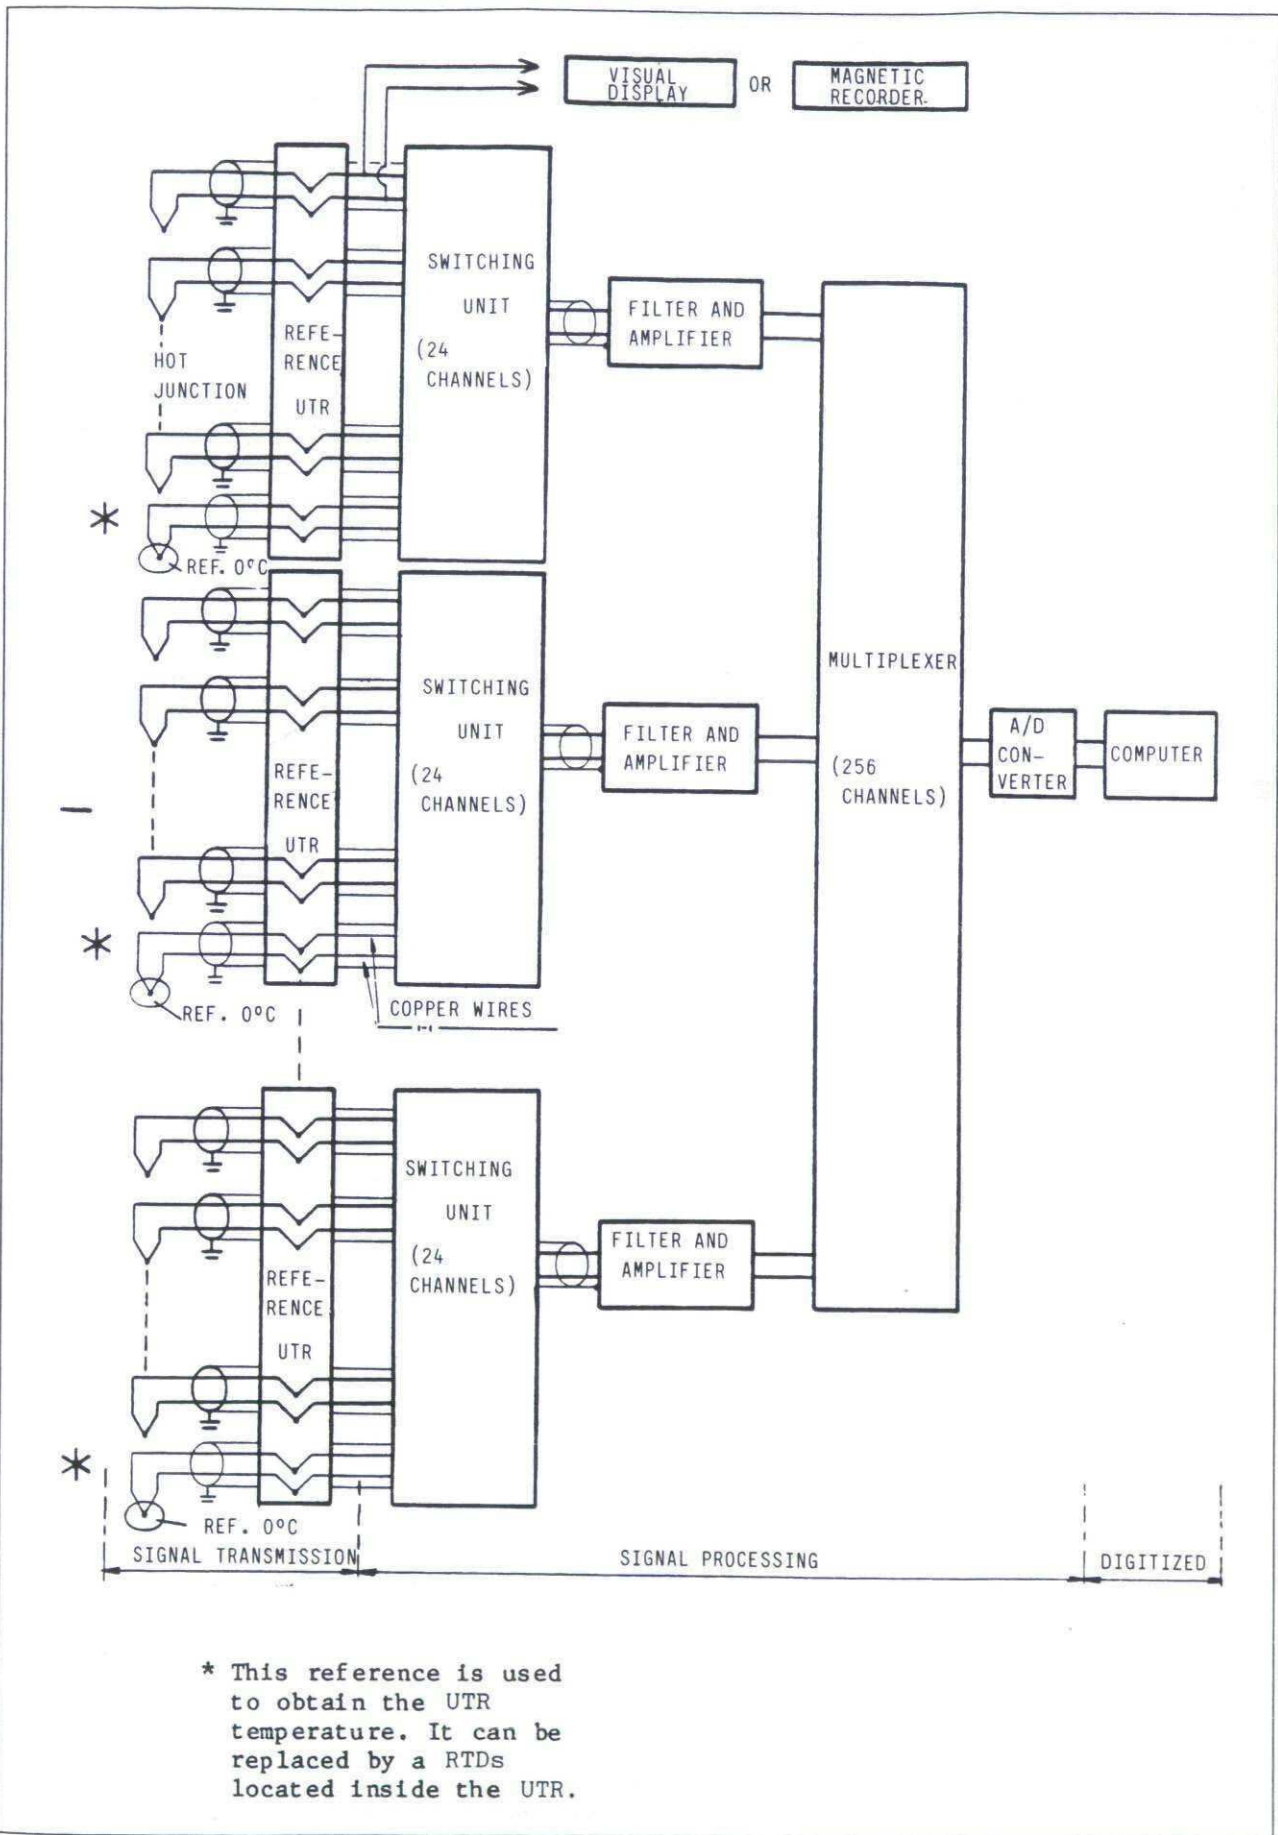 VISUAL
DISPLAY
OR
MAGNETIC
RECORDER
REFE-
RENCE
UTR
HOT
JUNCTION
SWITCHING
UNIT
(24
CHANNELS)
FILTER AND
AMPLIFIER
*
REF. 0°C
REFE-
RENCE
UTR
SWITCHING
UNIT
(24
CHANNELS)
FILTER AND
AMPLIFIER
MULTIPLEXER
(256
CHANNELS)
A/D
CON-
VERTER
COMPUTER
*
REF. 0°C
COPPER WIRES
REFE-
RENCE
UTR
SWITCHING
UNIT
(24
CHANNELS)
FILTER AND
AMPLIFIER
*
REF. 0°C
SIGNAL TRANSMISSION
SIGNAL PROCESSING
DIGITIZED
* This reference is used
to obtain the UTR
temperature. It can be
replaced by a RTDs
located inside the UTR.